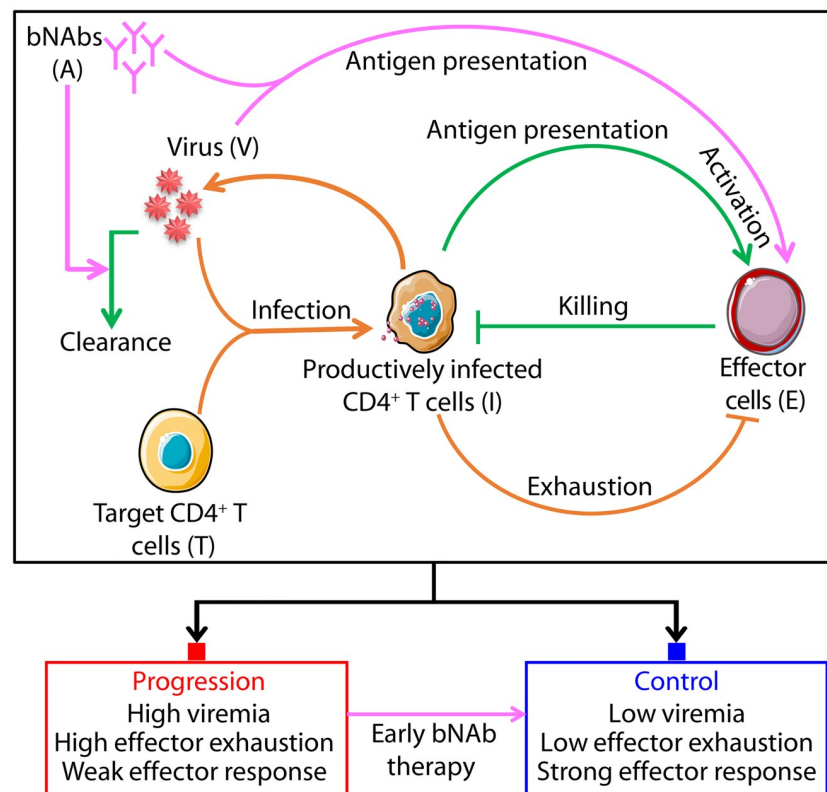 bNAbs
(A)
Antigen presentation
Antigen presentation
Activation
Virus (V)
Infection
Killing
Clearance
Productively infected
CD4⁺ T cells (I)
Effector
cells (E)
Exhaustion
Target CD4⁺ T
cells (T)
Progression
High viremia
High effector exhaustion
Weak effector response
Early bNAb
therapy
Control
Low viremia
Low effector exhaustion
Strong effector response